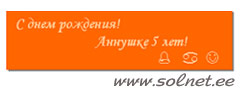 С днем рождения!
Аннушке 5 лет!
www.solnet.ee